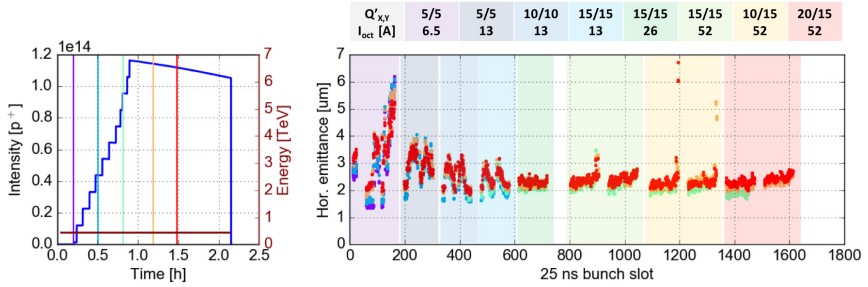 Q'X,Y 5/5 5/5 10/10 15/15 15/15 15/15 10/15 20/15
Ioct [A] 6.5 13 13 13 26 52 52 52
1e14
1.2
1.0
0.8
0.6
0.4
0.2
0.0
Intensity [p+]
7
6
5
4
3
2
1
0
Energy [TeV]
0.0 0.5 1.0 1.5 2.0 2.5
Time [h]
7
6
5
4
3
2
1
0
Hor. emittance [um]
0 200 400 600 800 1000 1200 1400 1600 1800
25 ns bunch slot